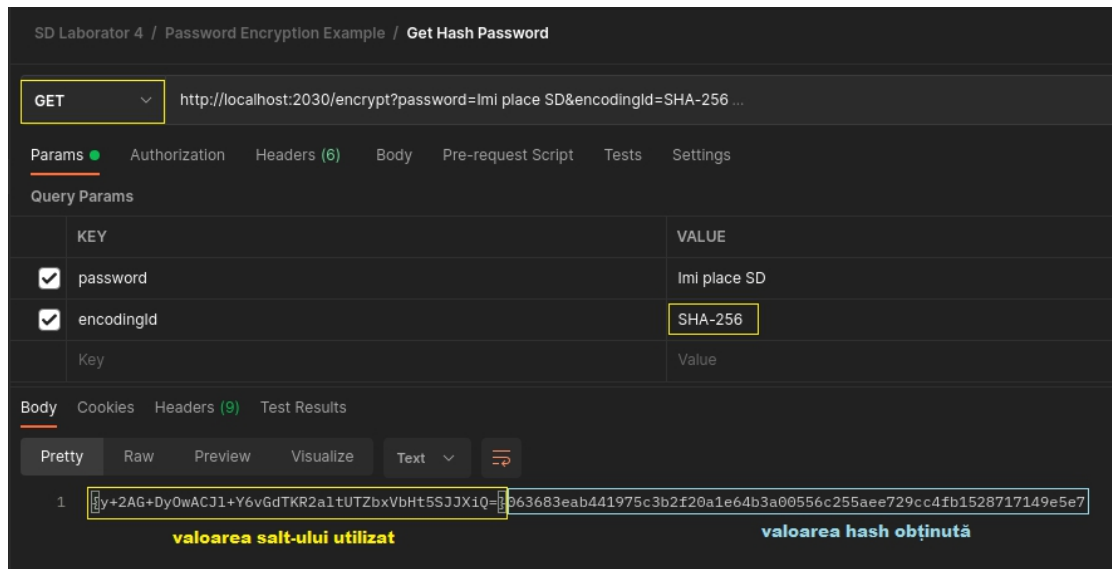 SD Laborator 4 / Password Encryption Example / Get Hash Password
GET http://localhost:2030/encrypt?password=Imi place SD&encodingId=SHA-256 ...
Params Authorization Headers (6) Body Pre-request Script Tests Settings
Query Params
KEY VALUE
password Imi place SD
encodingId SHA-256
Key Value
Body Cookies Headers (9) Test Results
Pretty Raw Preview Visualize Text
1 {y+2AG+DyOwACJl+Y6vGdTKR2altUTZbxVbHt5SJJXiQ=}063683eab441975c3b2f20a1e64b3a00556c255aee729cc4fb1528717149e5e7
valoarea salt-ului utilizat valoarea hash obținută